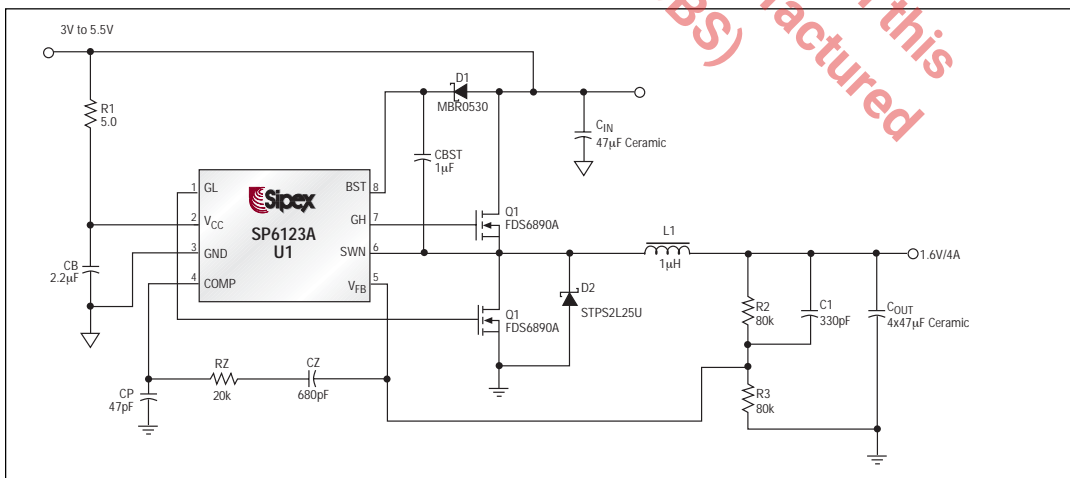 n this
BS)
factured
3V to 5.5V
R1
5.0
D1
MBR0530
CIN
47µF Ceramic
CBST
1µF
1
GL
BST
8
Sipex
Q1
FDS6890A
2
VCC
GH
7
SP6123A
U1
L1
1µH
1.6V/4A
3
GND
SWN
6
CB
2.2µF
4
COMP
VFB
5
D2
STPS2L25U
R2
80k
C1
330pF
COUT
4x47µF Ceramic
Q1
FDS6890A
RZ
20k
CZ
680pF
CP
47pF
R3
80k